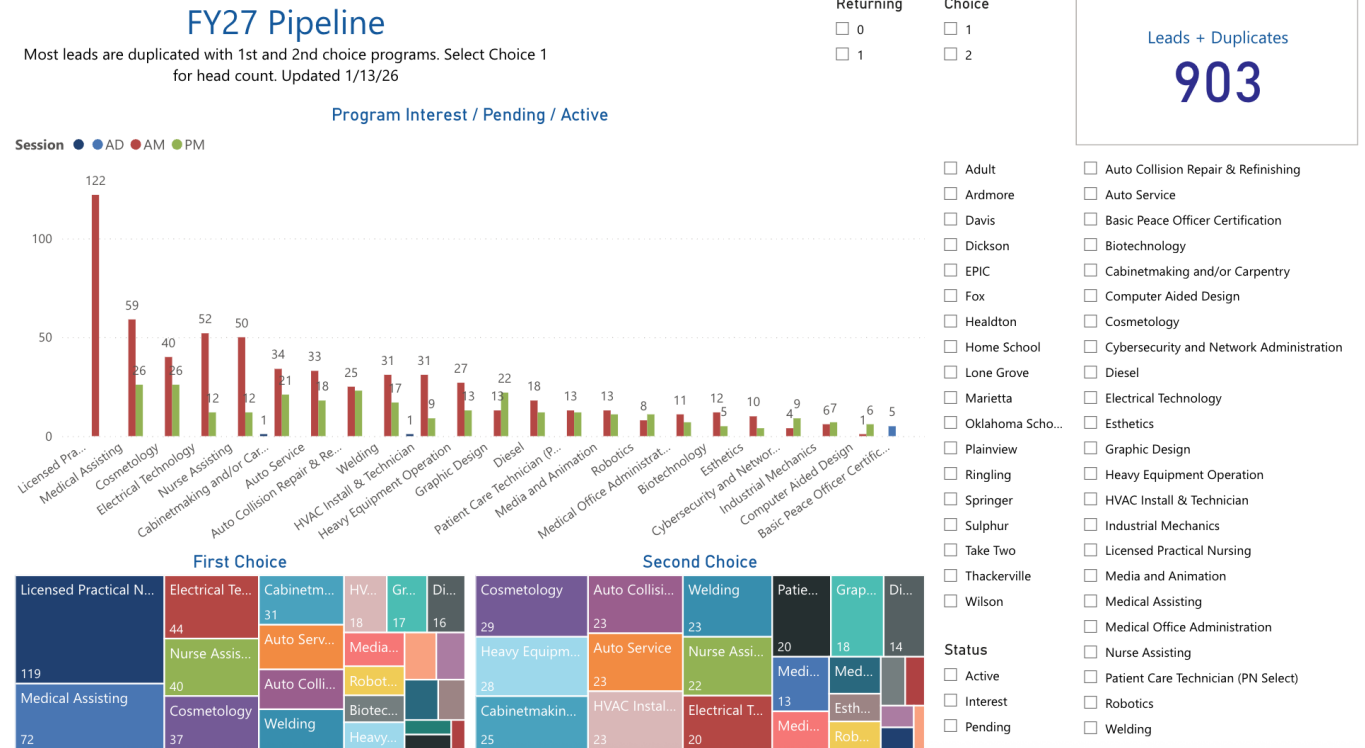 FY27 Pipeline
Most leads are duplicated with 1st and 2nd choice programs. Select Choice 1
for head count. Updated 1/13/26
Returning
0
1
Choice
1
2
Leads + Duplicates
903
Program Interest / Pending / Active
Session AD AM PM
100
50
0
122
59
26
40
26
52
12
50
12
1
34
21
33
18
25
31
17
1
31
9
27
13
13
22
18
13
13
8
11
12
5
10
4
9
6
7
1
6
5
Licensed Pra...
Medical Assisting
Cosmetology
Electrical Technology
Nurse Assisting
Cabinetmaking and/or Car...
Auto Service
Auto Collision Repair & Re...
Welding
HVAC Install & Technician
Heavy Equipment Operation
Graphic Design
Diesel
Patient Care Technician (P...
Media and Animation
Robotics
Medical Office Administrat...
Biotechnology
Esthetics
Cybersecurity and Networ...
Industrial Mechanics
Computer Aided Design
Basic Peace Officer Certific...
First Choice
Licensed Practical N...
119
Medical Assisting
72
Electrical Te...
44
Nurse Assis...
40
Cosmetology
37
Cabinetm...
31
Auto Serv...
Auto Colli...
Welding
HV...
18
Gr...
17
Di...
16
Media...
Robot...
Biotec...
Heavy...
Second Choice
Cosmetology
29
Heavy Equipm...
28
Cabinetmakin...
25
Auto Collisi...
23
Auto Service
23
HVAC Instal...
23
Welding
23
Nurse Assi...
22
Electrical T...
20
Patie...
20
Grap...
18
Di...
14
Medi...
13
Medi...
Med...
Esth...
Rob...
Adult
Ardmore
Davis
Dickson
EPIC
Fox
Healdton
Home School
Lone Grove
Marietta
Oklahoma Scho...
Plainview
Ringling
Springer
Sulphur
Take Two
Thackerville
Wilson
Status
Active
Interest
Pending
Auto Collision Repair & Refinishing
Auto Service
Basic Peace Officer Certification
Biotechnology
Cabinetmaking and/or Carpentry
Computer Aided Design
Cosmetology
Cybersecurity and Network Administration
Diesel
Electrical Technology
Esthetics
Graphic Design
Heavy Equipment Operation
HVAC Install & Technician
Industrial Mechanics
Licensed Practical Nursing
Media and Animation
Medical Assisting
Medical Office Administration
Nurse Assisting
Patient Care Technician (PN Select)
Robotics
Welding